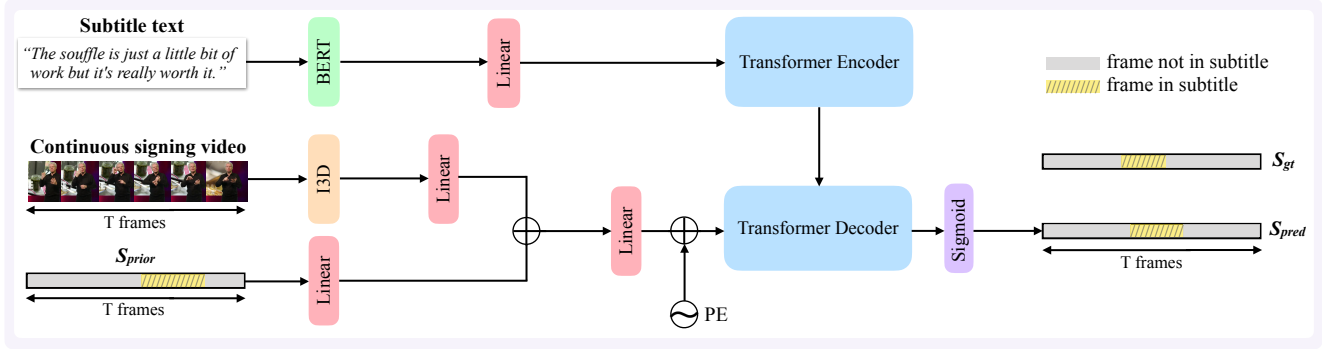 Subtitle text
“The souffle is just a little bit of
work but it's really worth it.”
BERT
Linear
Transformer Encoder
frame not in subtitle
frame in subtitle
Continuous signing video
T frames
I3D
Linear
S_prior
T frames
Linear
Linear
PE
Transformer Decoder
Sigmoid
S_gt
S_pred
T frames